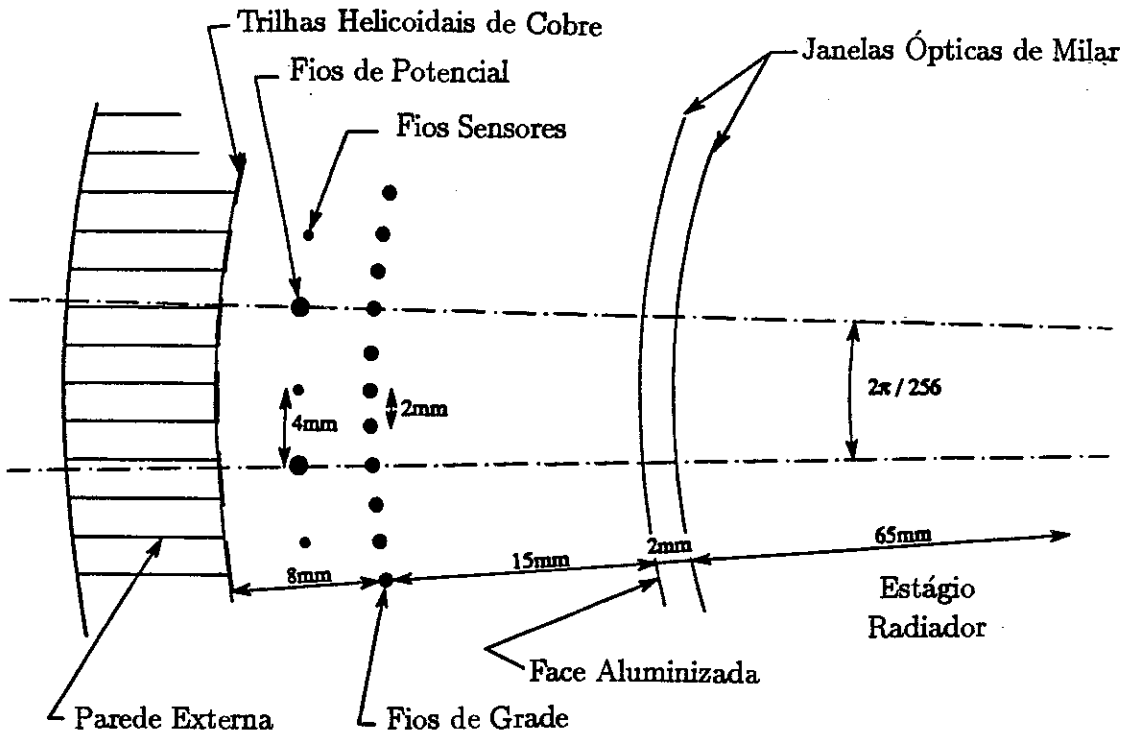 Trilhas Helicoidais de Cobre
Janelas Ópticas de Milar
Fios de Potencial
Fios Sensores
2π / 256
2mm
4mm
65mm
2mm
15mm
8mm
Estágio
Radiador
Face Aluminizada
Parede Externa
Fios de Grade